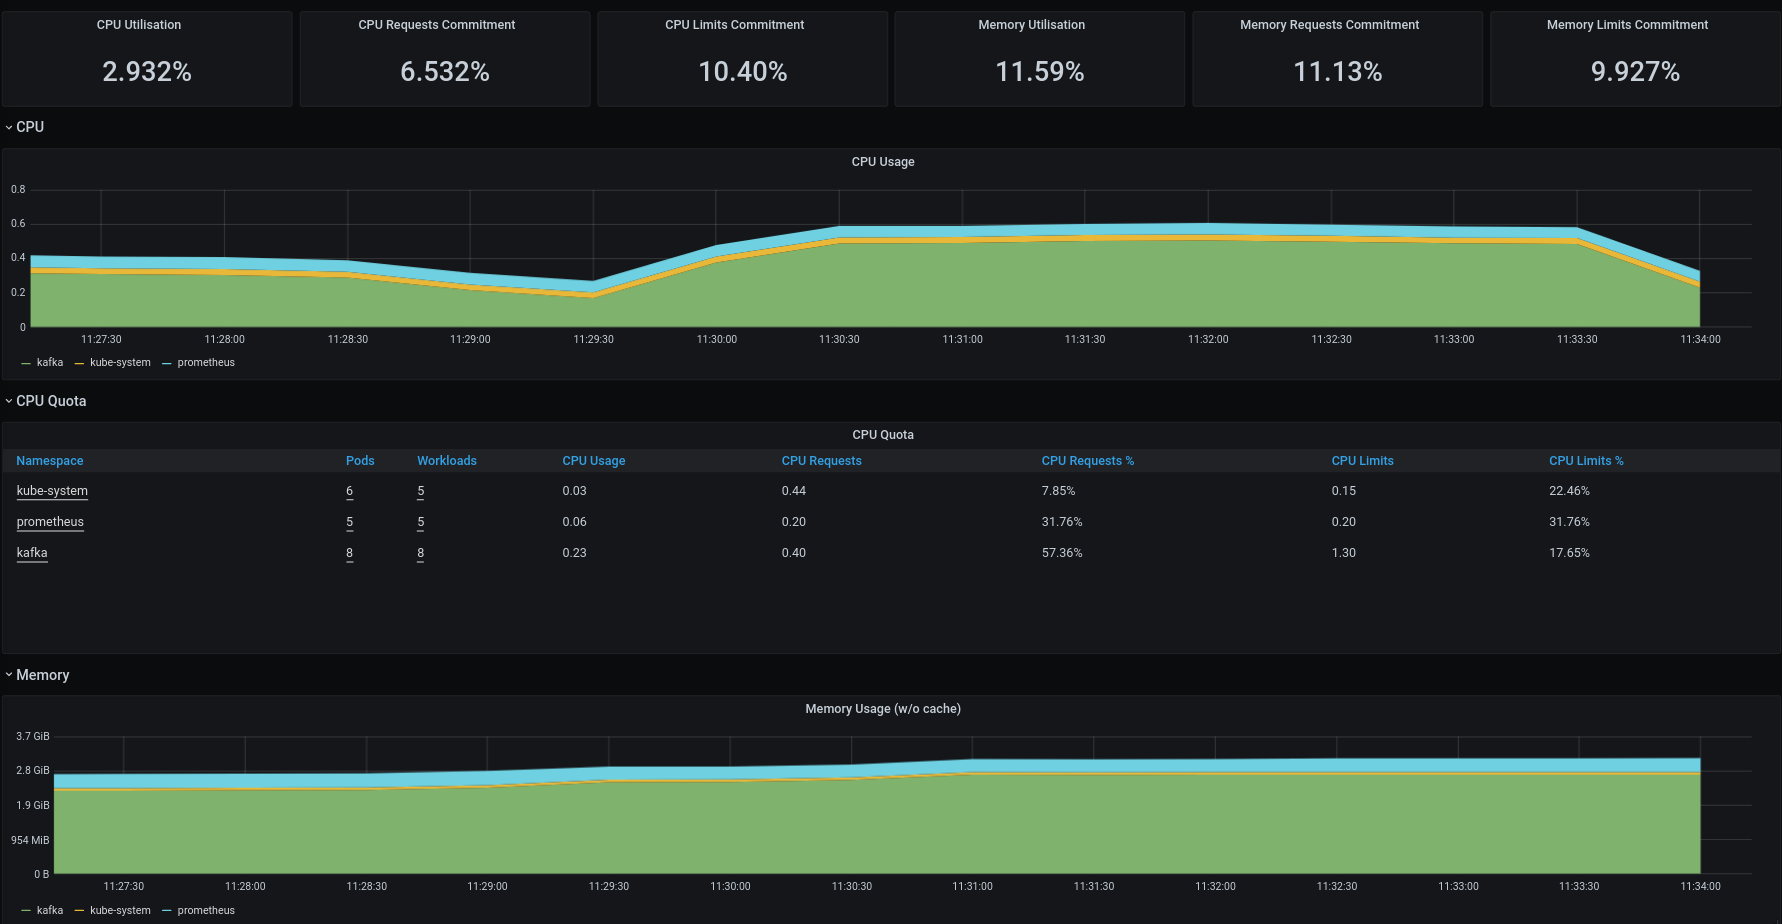 CPU Utilisation CPU Requests Commitment CPU Limits Commitment Memory Utilisation Memory Requests Commitment Memory Limits Commitment
2.932% 6.532% 10.40% 11.59% 11.13% 9.927%
CPU
CPU Usage
0.8
0.6
0.4
0.2
0
11:27:30 11:28:00 11:28:30 11:29:00 11:29:30 11:30:00 11:30:30 11:31:00 11:31:30 11:32:00 11:32:30 11:33:00 11:33:30 11:34:00
kafka kube-system prometheus
CPU Quota
CPU Quota
Namespace Pods Workloads CPU Usage CPU Requests CPU Requests % CPU Limits CPU Limits %
kube-system 6 5 0.03 0.44 7.85% 0.15 22.46%
prometheus 5 5 0.06 0.20 31.76% 0.20 31.76%
kafka 8 8 0.23 0.40 57.36% 1.30 17.65%
Memory
Memory Usage (w/o cache)
3.7 GiB
2.8 GiB
1.9 GiB
954 MiB
0 B
11:27:30 11:28:00 11:28:30 11:29:00 11:29:30 11:30:00 11:30:30 11:31:00 11:31:30 11:32:00 11:32:30 11:33:00 11:33:30 11:34:00
kafka kube-system prometheus